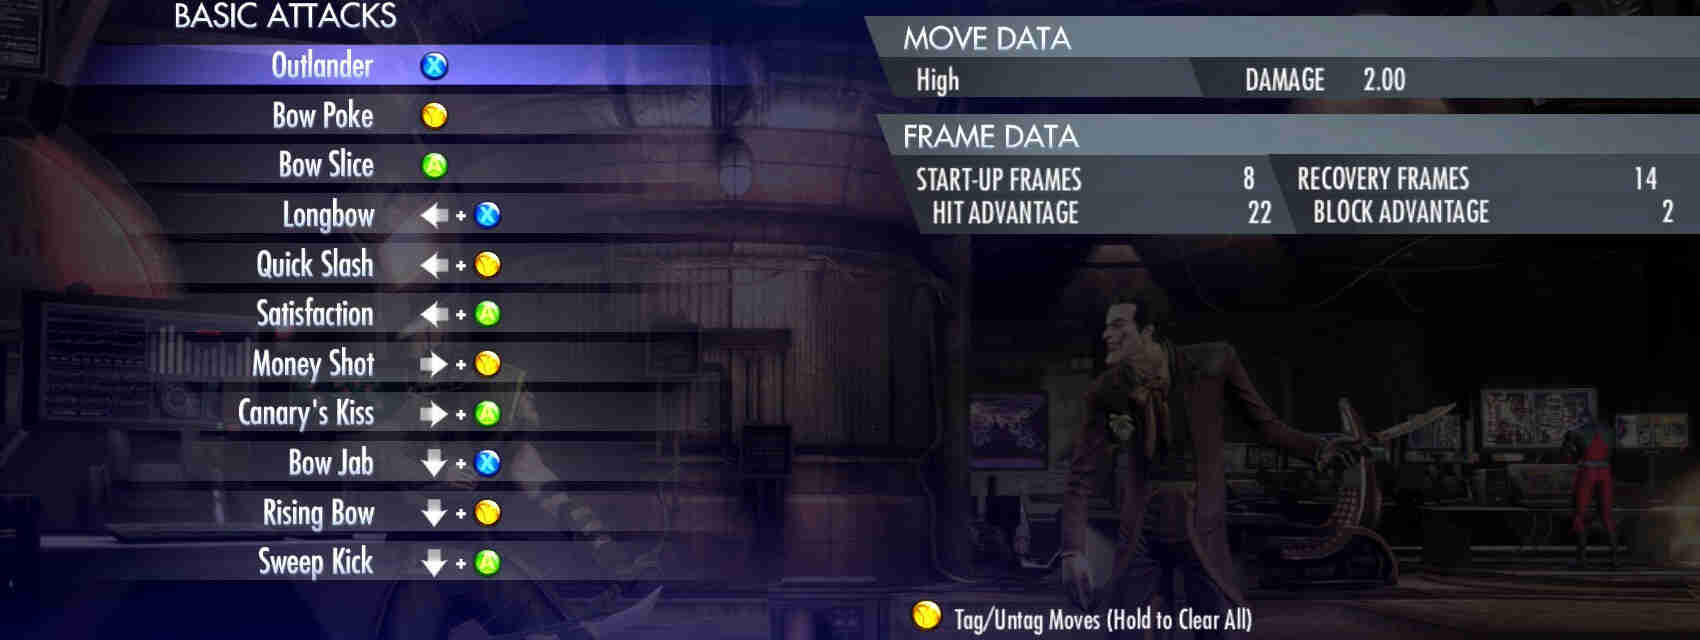 BASIC ATTACKS
Outlander X
Bow Poke Y
Bow Slice A
Longbow + X
Quick Slash + Y
Satisfaction + A
Money Shot + Y
Canary's Kiss + A
Bow Jab + X
Rising Bow + Y
Sweep Kick + A
MOVE DATA
High DAMAGE 2.00
FRAME DATA
START-UP FRAMES 8 RECOVERY FRAMES 14
HIT ADVANTAGE 22 BLOCK ADVANTAGE 2
Y Tag/Untag Moves (Hold to Clear All)